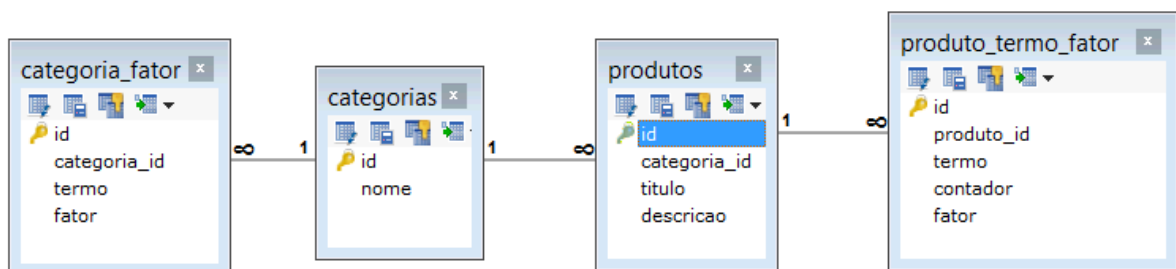 categoria_fator x
id
categoria_id
termo
fator
∞ 1
categorias x
id
nome
1 ∞
produtos x
id
categoria_id
titulo
descricao
1 ∞
produto_termo_fator x
id
produto_id
termo
contador
fator